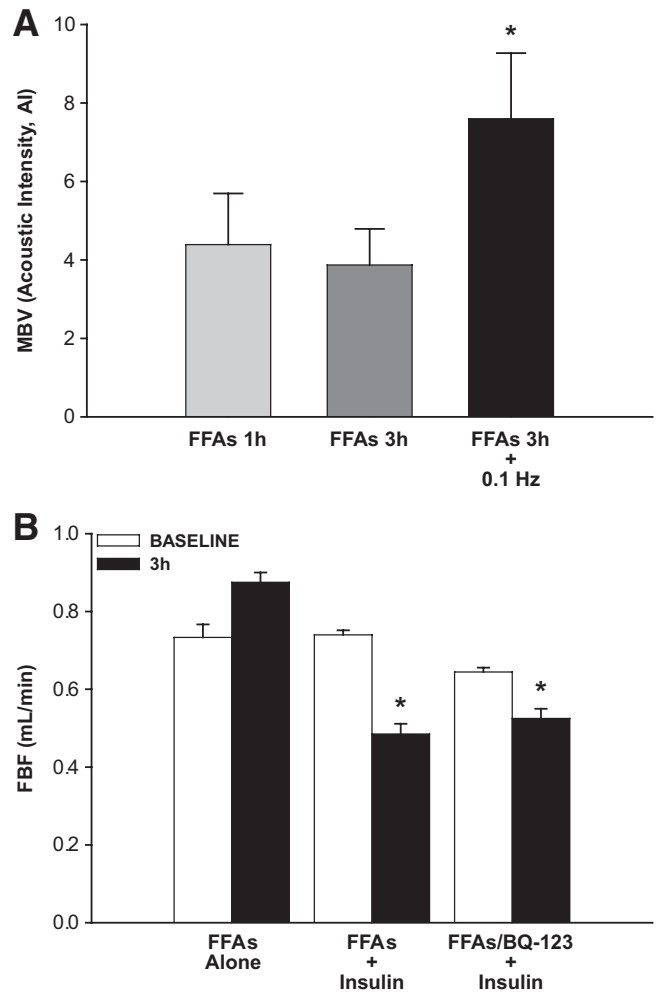 A
10
8
6
4
2
0
MBV (Acoustic Intensity, AI)
*
FFAs 1h
FFAs 3h
FFAs 3h
+
0.1 Hz
B
1.0
0.8
0.6
0.4
0.2
0.0
FBF (mL/min)
BASELINE
3h
*
*
FFAs
Alone
FFAs
+
Insulin
FFAs/BQ-123
+
Insulin